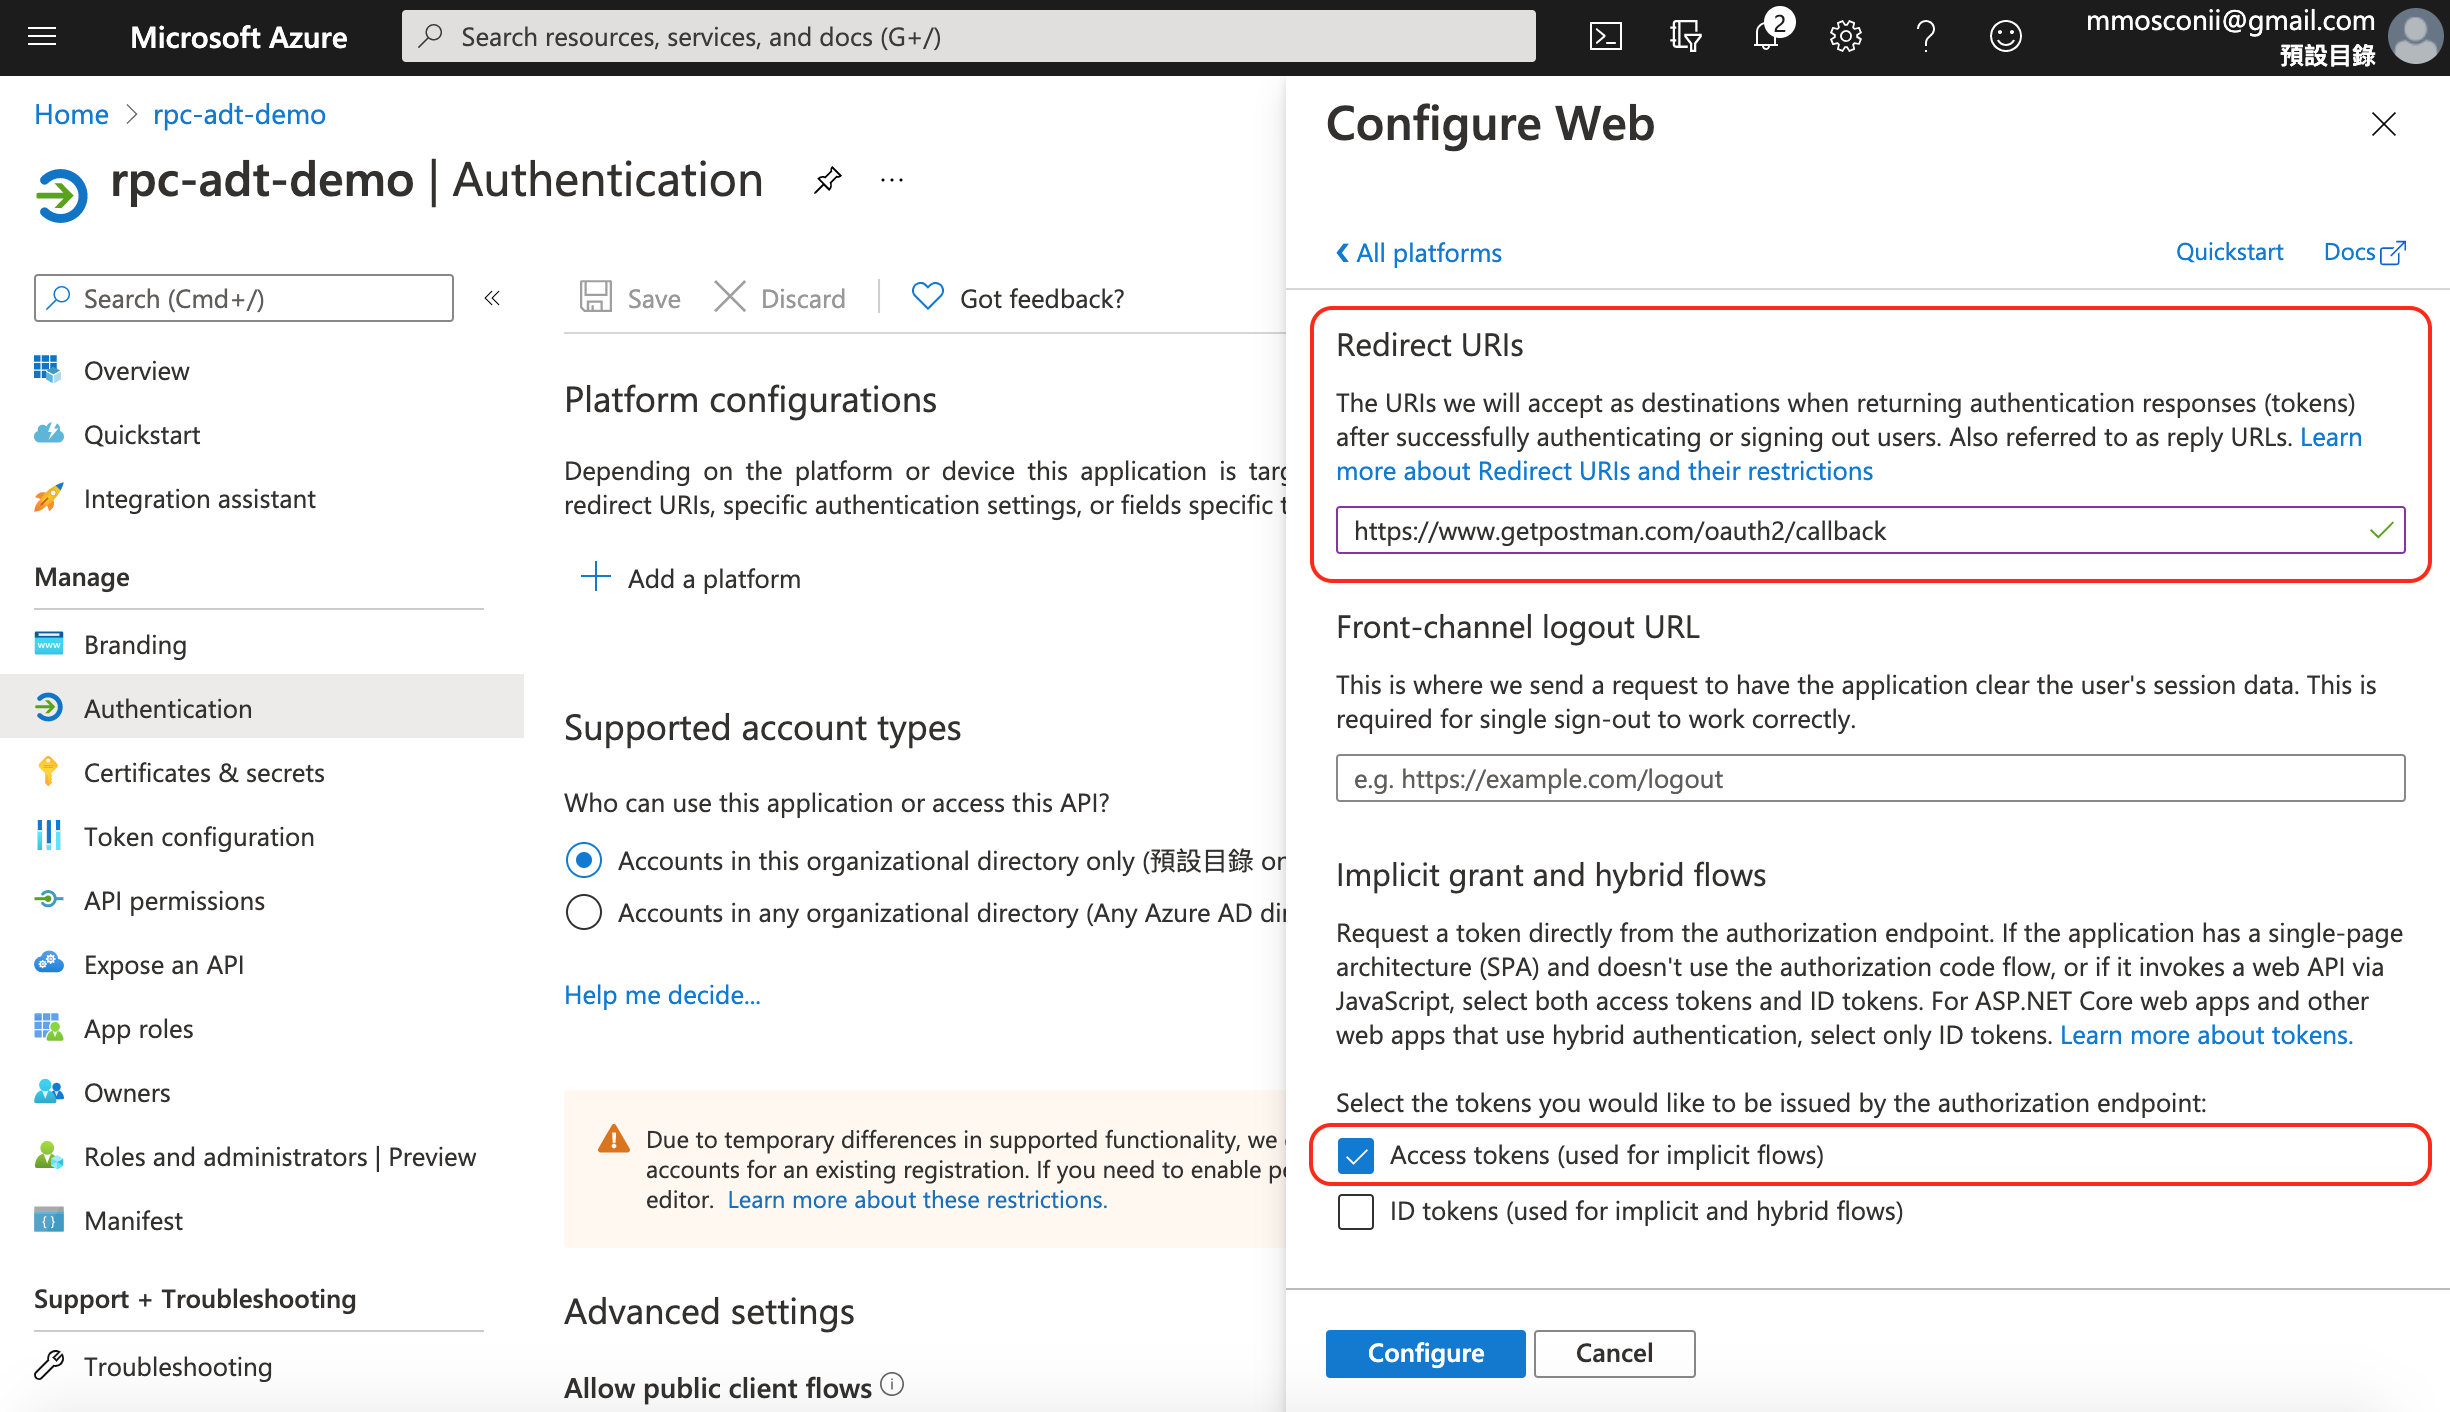 Microsoft Azure
Search resources, services, and docs (G+/)
2
mmosconii@gmail.com
預設目錄
Home > rpc-adt-demo
rpc-adt-demo | Authentication
Search (Cmd+/)
Overview
Quickstart
Integration assistant
Manage
Branding
Authentication
Certificates & secrets
Token configuration
API permissions
Expose an API
App roles
Owners
Roles and administrators | Preview
Manifest
Support + Troubleshooting
Troubleshooting
Save
Discard
Got feedback?
Platform configurations
Depending on the platform or device this application is targ
redirect URIs, specific authentication settings, or fields specific t
Add a platform
Supported account types
Who can use this application or access this API?
Accounts in this organizational directory only (預設目錄 on
Accounts in any organizational directory (Any Azure AD dir
Help me decide...
Due to temporary differences in supported functionality, we
accounts for an existing registration. If you need to enable pe
editor. Learn more about these restrictions.
Advanced settings
Allow public client flows
Configure Web
All platforms
Quickstart
Docs
Redirect URIs
The URIs we will accept as destinations when returning authentication responses (tokens)
after successfully authenticating or signing out users. Also referred to as reply URLs. Learn
more about Redirect URIs and their restrictions
https://www.getpostman.com/oauth2/callback
Front-channel logout URL
This is where we send a request to have the application clear the user's session data. This is
required for single sign-out to work correctly.
e.g. https://example.com/logout
Implicit grant and hybrid flows
Request a token directly from the authorization endpoint. If the application has a single-page
architecture (SPA) and doesn't use the authorization code flow, or if it invokes a web API via
JavaScript, select both access tokens and ID tokens. For ASP.NET Core web apps and other
web apps that use hybrid authentication, select only ID tokens. Learn more about tokens.
Select the tokens you would like to be issued by the authorization endpoint:
Access tokens (used for implicit flows)
ID tokens (used for implicit and hybrid flows)
Configure
Cancel